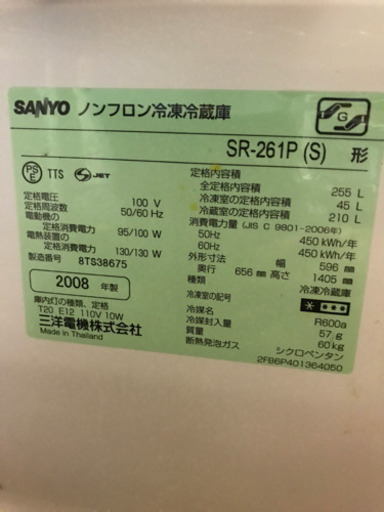 SANYO ノンフロン冷凍冷蔵庫
G
SR-261P (S) 形
PSE TTS JET
定格電圧 100 V
定格周波数 50/60 Hz
電動機の
定格消費電力 95/100 W
電熱装置の
定格消費電力 130/130 W
製造番号 8TS38675
2008 年製
庫内灯の種類、定格
T20 E12 110V 10W
三洋電機株式会社
Made in Thailand
定格内容積
全定格内容積 255 L
冷凍室の定格内容積 45 L
冷蔵室の定格内容積 210 L
消費電力量 (JIS C 9801-2006年)
50Hz 450 kWh/年
60Hz 450 kWh/年
外形寸法 幅 596 mm
奥行 656 mm 高さ 1405 mm
種類 冷凍冷蔵庫
冷凍室の記号
冷媒名 R600a
冷媒封入量 57 g
質量 60kg
断熱発泡ガス シクロペンタン
2FB6P401364050